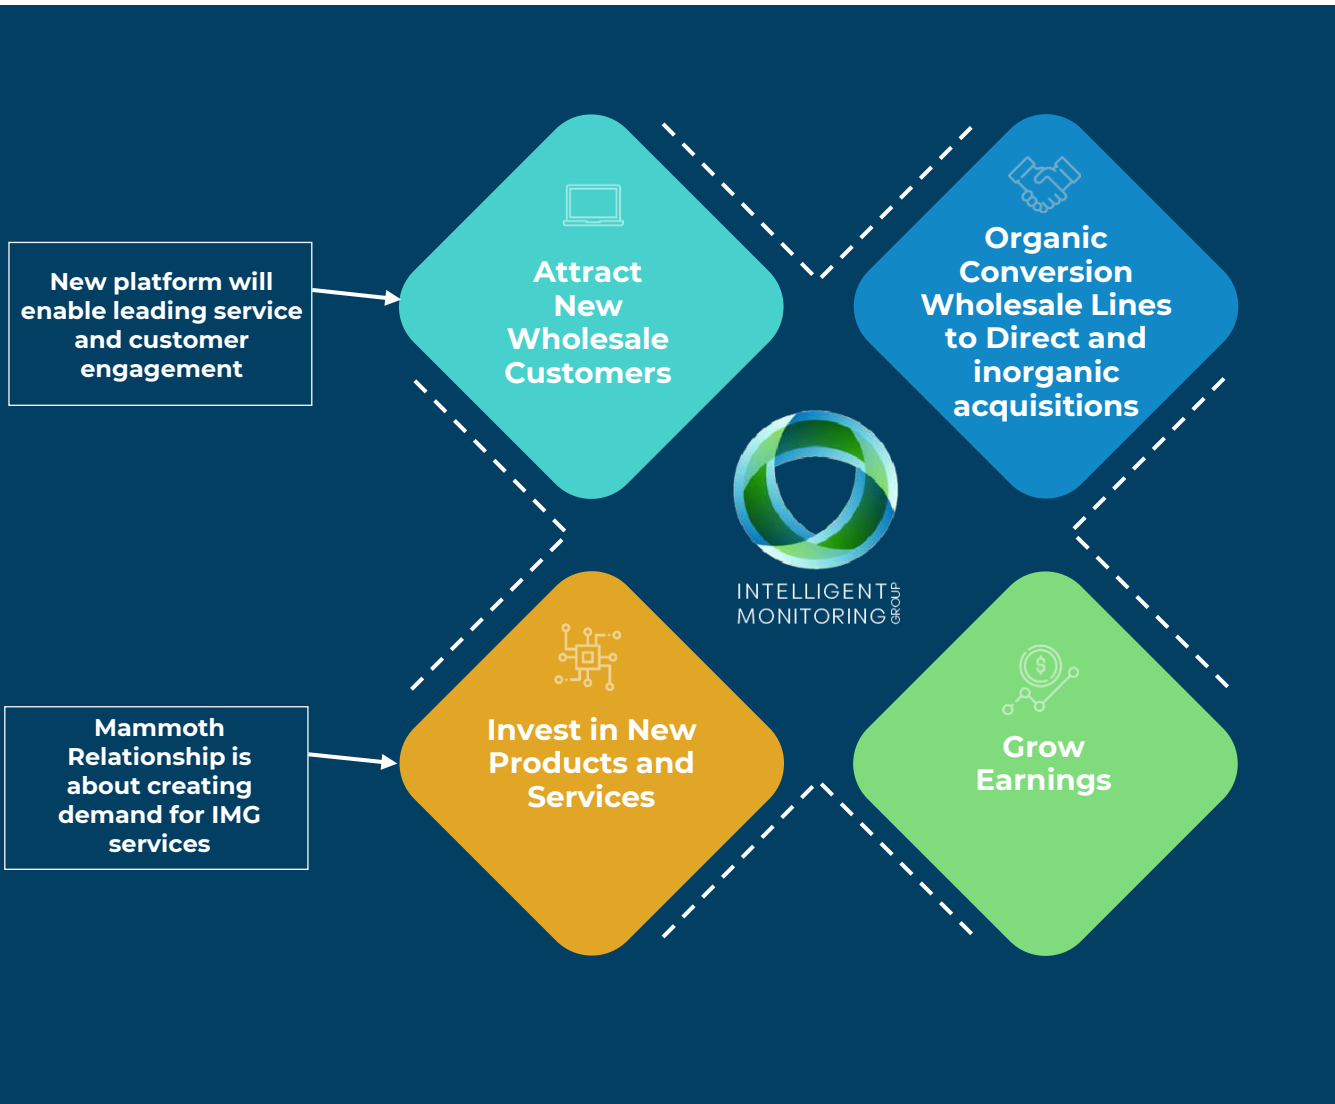 New platform will
enable leading service
and customer
engagement
Attract
New
Wholesale
Customers
Organic
Conversion
Wholesale Lines
to Direct and
inorganic
acquisitions
INTELLIGENT
MONITORING
GROUP
Mammoth
Relationship is
about creating
demand for IMG
services
Invest in New
Products and
Services
$
Grow
Earnings